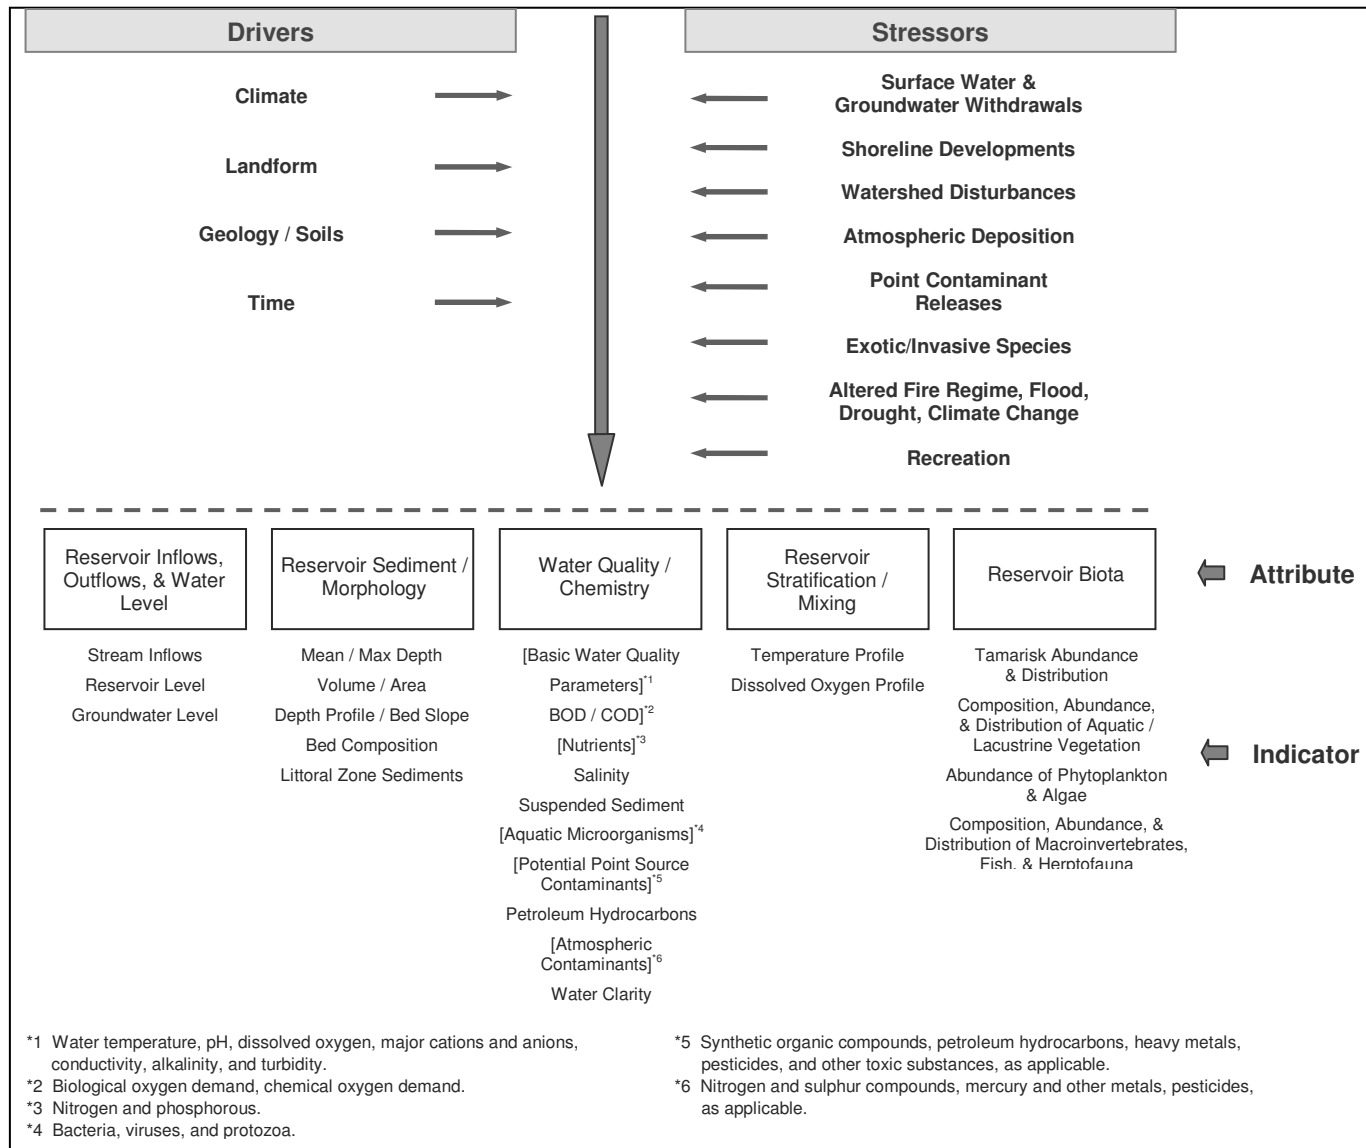 Drivers
Climate
Landform
Geology / Soils
Time
Stressors
Surface Water &
Groundwater Withdrawals
Shoreline Developments
Watershed Disturbances
Atmospheric Deposition
Point Contaminant
Releases
Exotic/Invasive Species
Altered Fire Regime, Flood,
Drought, Climate Change
Recreation
Reservoir Inflows,
Outflows, & Water
Level
Reservoir Sediment /
Morphology
Water Quality /
Chemistry
Reservoir
Stratification /
Mixing
Reservoir Biota
Attribute
Stream Inflows
Reservoir Level
Groundwater Level
Mean / Max Depth
Volume / Area
Depth Profile / Bed Slope
Bed Composition
Littoral Zone Sediments
[Basic Water Quality
Parameters]*1
BOD / COD]*2
[Nutrients]*3
Salinity
Suspended Sediment
[Aquatic Microorganisms]*4
[Potential Point Source
Contaminants]*5
Petroleum Hydrocarbons
[Atmospheric
Contaminants]*6
Water Clarity
Temperature Profile
Dissolved Oxygen Profile
Tamarisk Abundance
& Distribution
Composition, Abundance,
& Distribution of Aquatic /
Lacustrine Vegetation
Abundance of Phytoplankton
& Algae
Composition, Abundance, &
Distribution of Macroinvertebrates,
Fish, & Herptofauna
Indicator
*1 Water temperature, pH, dissolved oxygen, major cations and anions,
conductivity, alkalinity, and turbidity.
*2 Biological oxygen demand, chemical oxygen demand.
*3 Nitrogen and phosphorous.
*4 Bacteria, viruses, and protozoa.
*5 Synthetic organic compounds, petroleum hydrocarbons, heavy metals,
pesticides, and other toxic substances, as applicable.
*6 Nitrogen and sulphur compounds, mercury and other metals, pesticides,
as applicable.